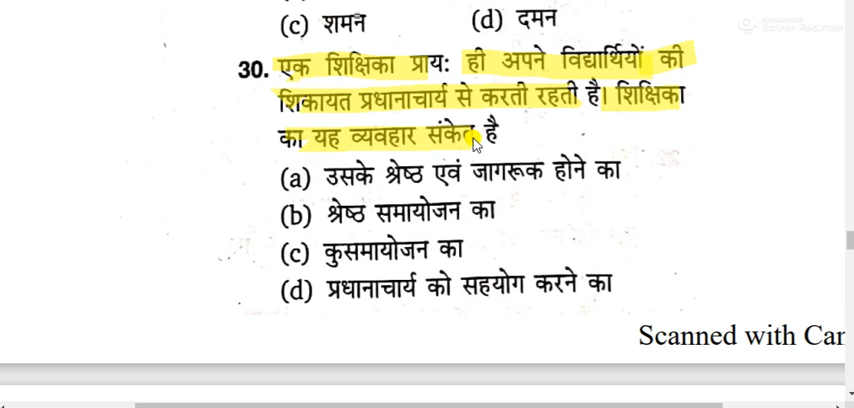 (c) शमन (d) दमन
30. एक शिक्षिका प्राय: ही अपने विद्यार्थियों की
शिकायत प्रधानाचार्य से करती रहती है। शिक्षिका
का यह व्यवहार संकेत है
(a) उसके श्रेष्ठ एवं जागरूक होने का
(b) श्रेष्ठ समायोजन का
(c) कुसमायोजन का
(d) प्रधानाचार्य को सहयोग करने का
Scanned with Car